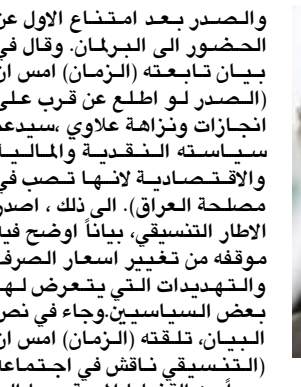 والصدر بعد امتناع الاول عن
الحضور الى البرلمان. وقال في
بيان تابعته (الزمان) امس ان
(الصدر لو اطلع عن قرب على
انجازات ونزاهة علاوي ،سيدعم
سياسته النقدية والمالية
والاقتصادية لانها تصب في
مصلحة العراق). الى ذلك ، اصدر
الاطار التنسيقي، بياناً اوضح فيه
موقفه من تغيير اسعار الصرف
والتهديدات التي يتعرض لها
بعض السياسيين.وجاء في نص
البيان، تلقته (الزمان) امس ان
(التنسيقي ناقش في اجتماعه